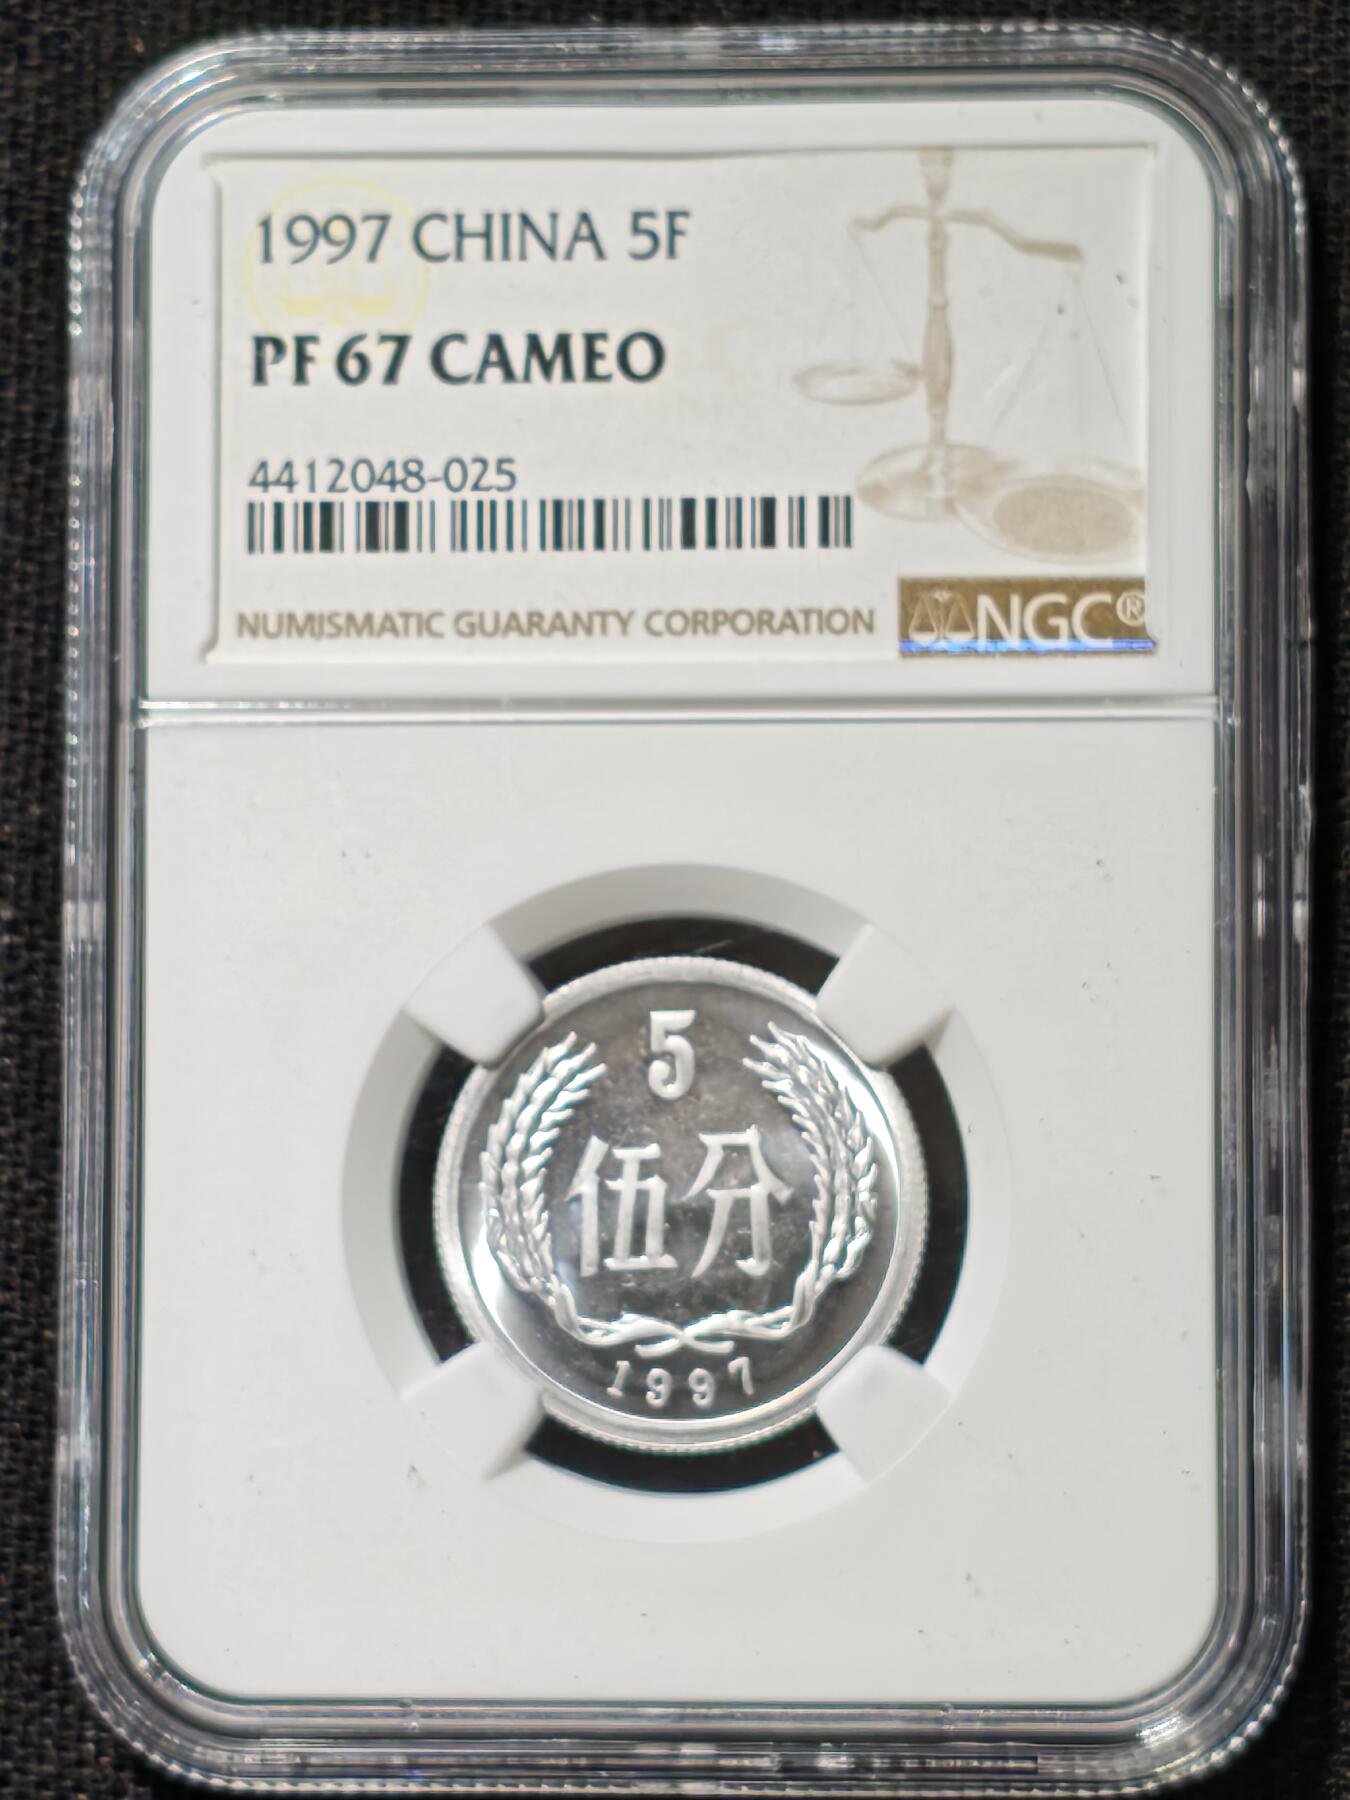 1997 CHINA 5F
PF 67 CAMEO
4412048-025
NUMISMATIC GUARANTY CORPORATION
NGC®
5
伍分
1997